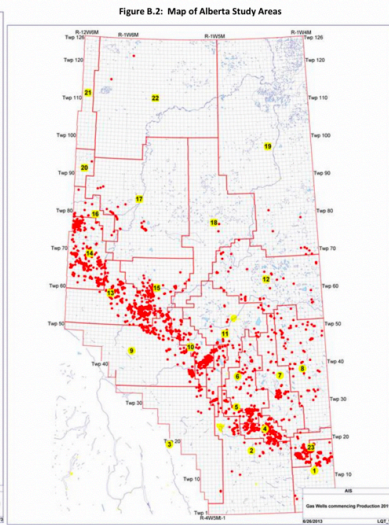 Figure B.2: Map of Alberta Study Areas
R-12W6M
R-1W6M
R-1W5M
R-1W4M
Twp 126
Twp 126
Twp 120
Twp 120
21
22
Twp 110
Twp 110
Twp 100
Twp 100
19
20
Twp 90
Twp 90
17
16
Twp 80
Twp 80
18
Twp 70
Twp 70
14
12
Twp 60
15
Twp 60
13
Twp 50
Twp 50
11
9
10
Twp 40
Twp 40
8
6
7
Twp 30
Twp 30
5
4
3
Twp 20
Twp 20
2
23
1
Twp 10
Twp 10
Twp 1
R-4W5M-1
AIS
Gas Wells commencing Production 201